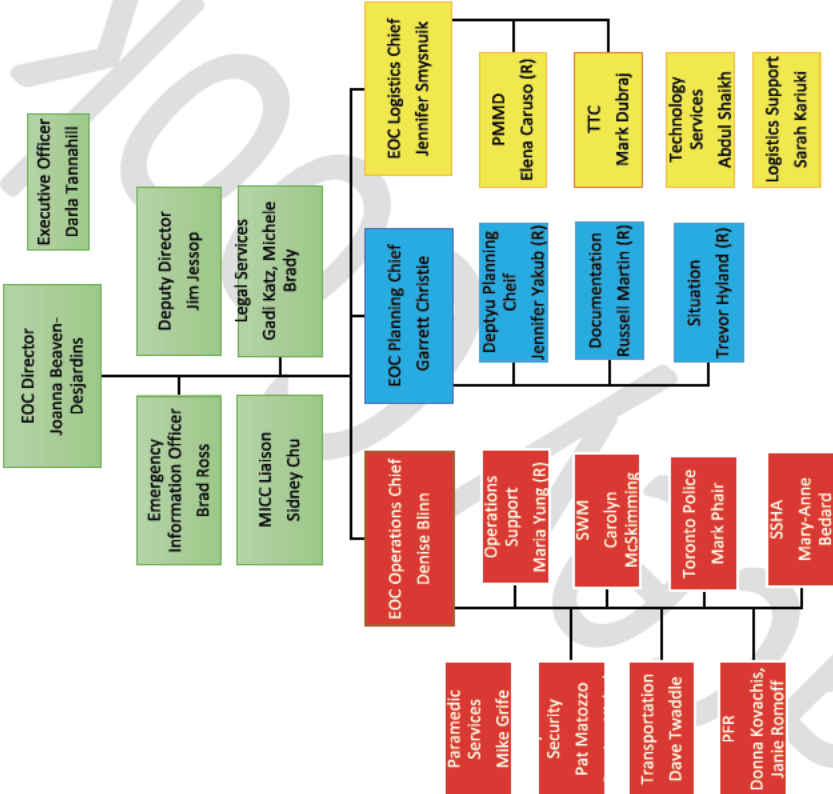 Executive Officer
Darla Tannahill
EOC Director
Joanna Beaven-
Desjardins
Deputy Director
Jim Jessop
Emergency
Information Officer
Brad Ross
Legal Services
Gadi Katz, Michele
Brady
MICC Liaison
Sidney Chu
EOC Operations Chief
Denise Blinn
EOC Planning Chief
Garrett Christie
EOC Logistics Chief
Jennifer Smysnuik
Paramedic
Services
Mike Grife
Operations
Support
Maria Yung (R)
Deptyu Planning
Cheif
Jennifer Yakub (R)
PMMD
Elena Caruso (R)
Security
Pat Matozzo
SWM
Carolyn
McSkimming
Documentation
Russell Martin (R)
TTC
Mark Dubraj
Transportation
Dave Twaddle
Toronto Police
Mark Phair
Situation
Trevor Hyland (R)
Technology
Services
Abdul Shaikh
PFR
Donna Kovachis,
Janie Romoff
SSHA
Mary-Anne
Bedard
Logistics Support
Sarah Kariuki